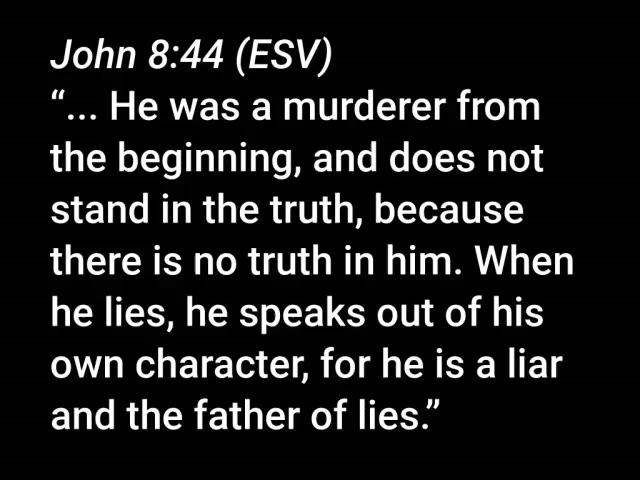 John 8:44 (ESV)
“... He was a murderer from
the beginning, and does not
stand in the truth, because
there is no truth in him. When
he lies, he speaks out of his
own character, for he is a liar
and the father of lies.”